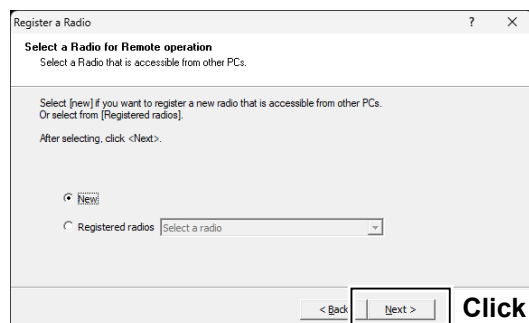 Register a Radio ? ×
Select a Radio for Remote operation
Select a Radio that is accessible from other PCs.
Select [new] if you want to register a new radio that is accessible from other PCs.
Or select from [Registered radios].
After selecting, click <Next>.
New
Registered radios Select a radio
< Back Next > Click